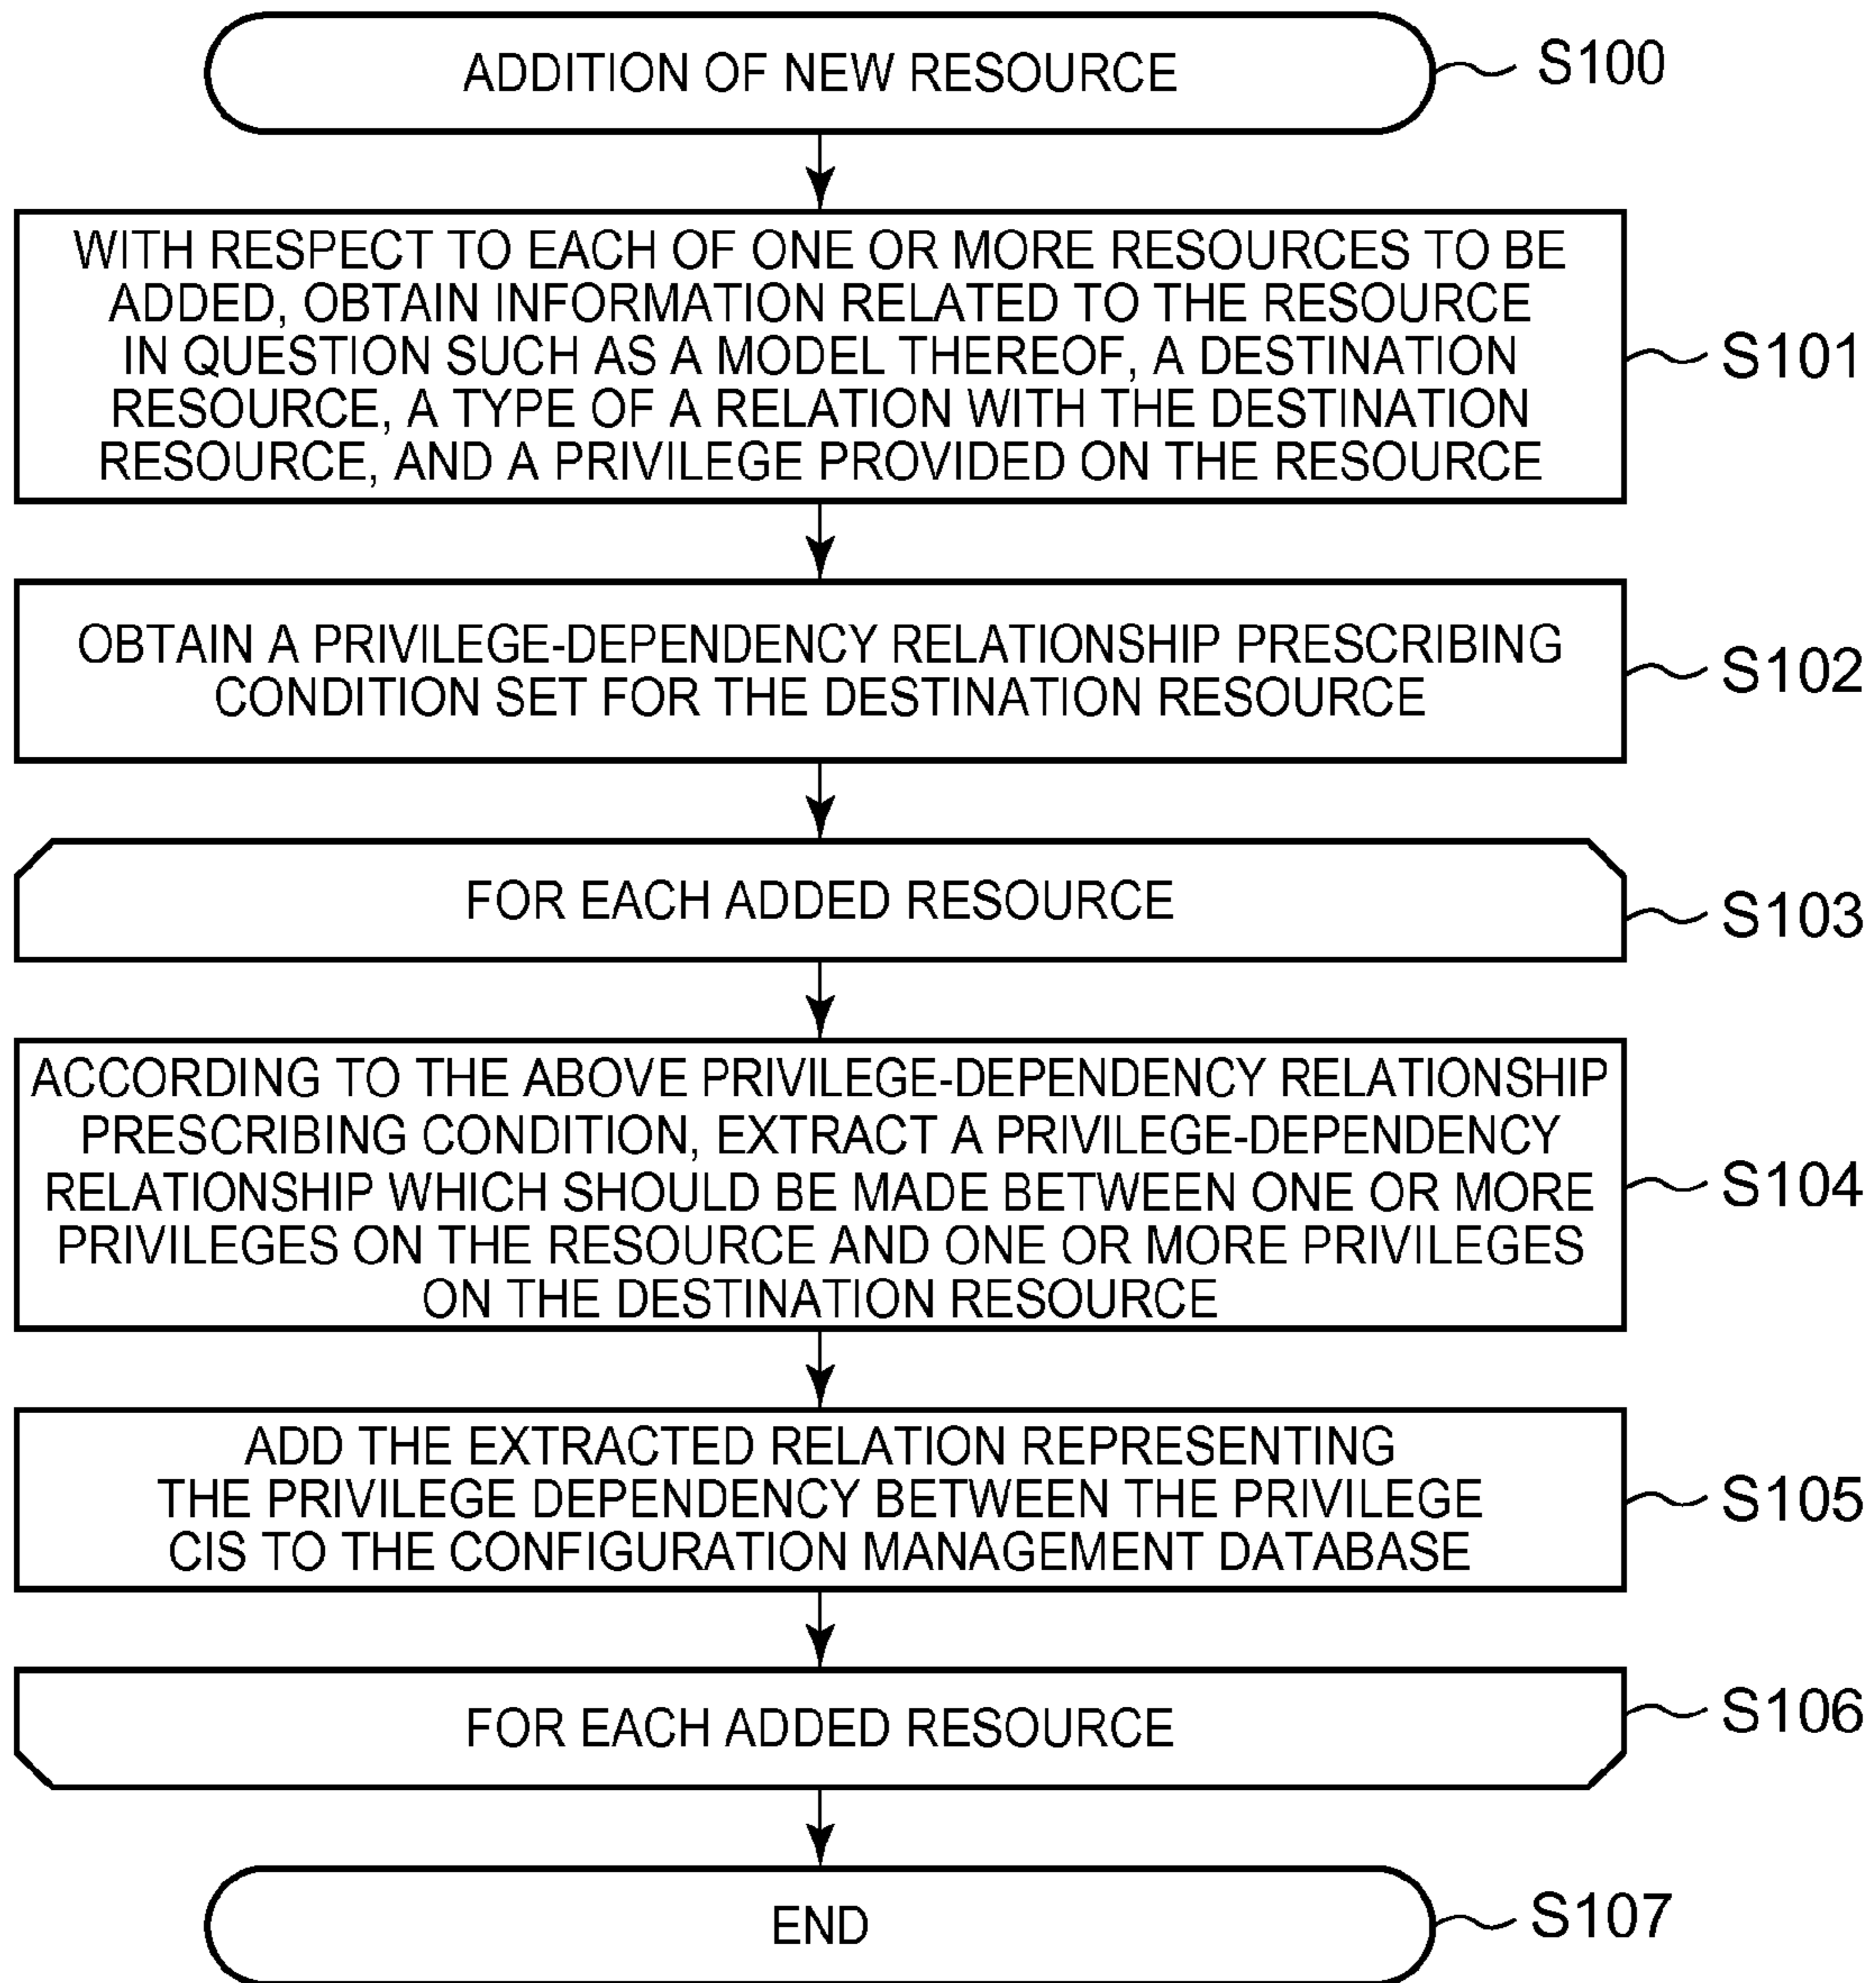 ADDITION OF NEW RESOURCE
S100
WITH RESPECT TO EACH OF ONE OR MORE RESOURCES TO BE
ADDED, OBTAIN INFORMATION RELATED TO THE RESOURCE
IN QUESTION SUCH AS A MODEL THEREOF, A DESTINATION
RESOURCE, A TYPE OF A RELATION WITH THE DESTINATION
RESOURCE, AND A PRIVILEGE PROVIDED ON THE RESOURCE
S101
OBTAIN A PRIVILEGE-DEPENDENCY RELATIONSHIP PRESCRIBING
CONDITION SET FOR THE DESTINATION RESOURCE
S102
FOR EACH ADDED RESOURCE
S103
ACCORDING TO THE ABOVE PRIVILEGE-DEPENDENCY RELATIONSHIP
PRESCRIBING CONDITION, EXTRACT A PRIVILEGE-DEPENDENCY
RELATIONSHIP WHICH SHOULD BE MADE BETWEEN ONE OR MORE
PRIVILEGES ON THE RESOURCE AND ONE OR MORE PRIVILEGES
ON THE DESTINATION RESOURCE
S104
ADD THE EXTRACTED RELATION REPRESENTING
THE PRIVILEGE DEPENDENCY BETWEEN THE PRIVILEGE
CIS TO THE CONFIGURATION MANAGEMENT DATABASE
S105
FOR EACH ADDED RESOURCE
S106
END
S107